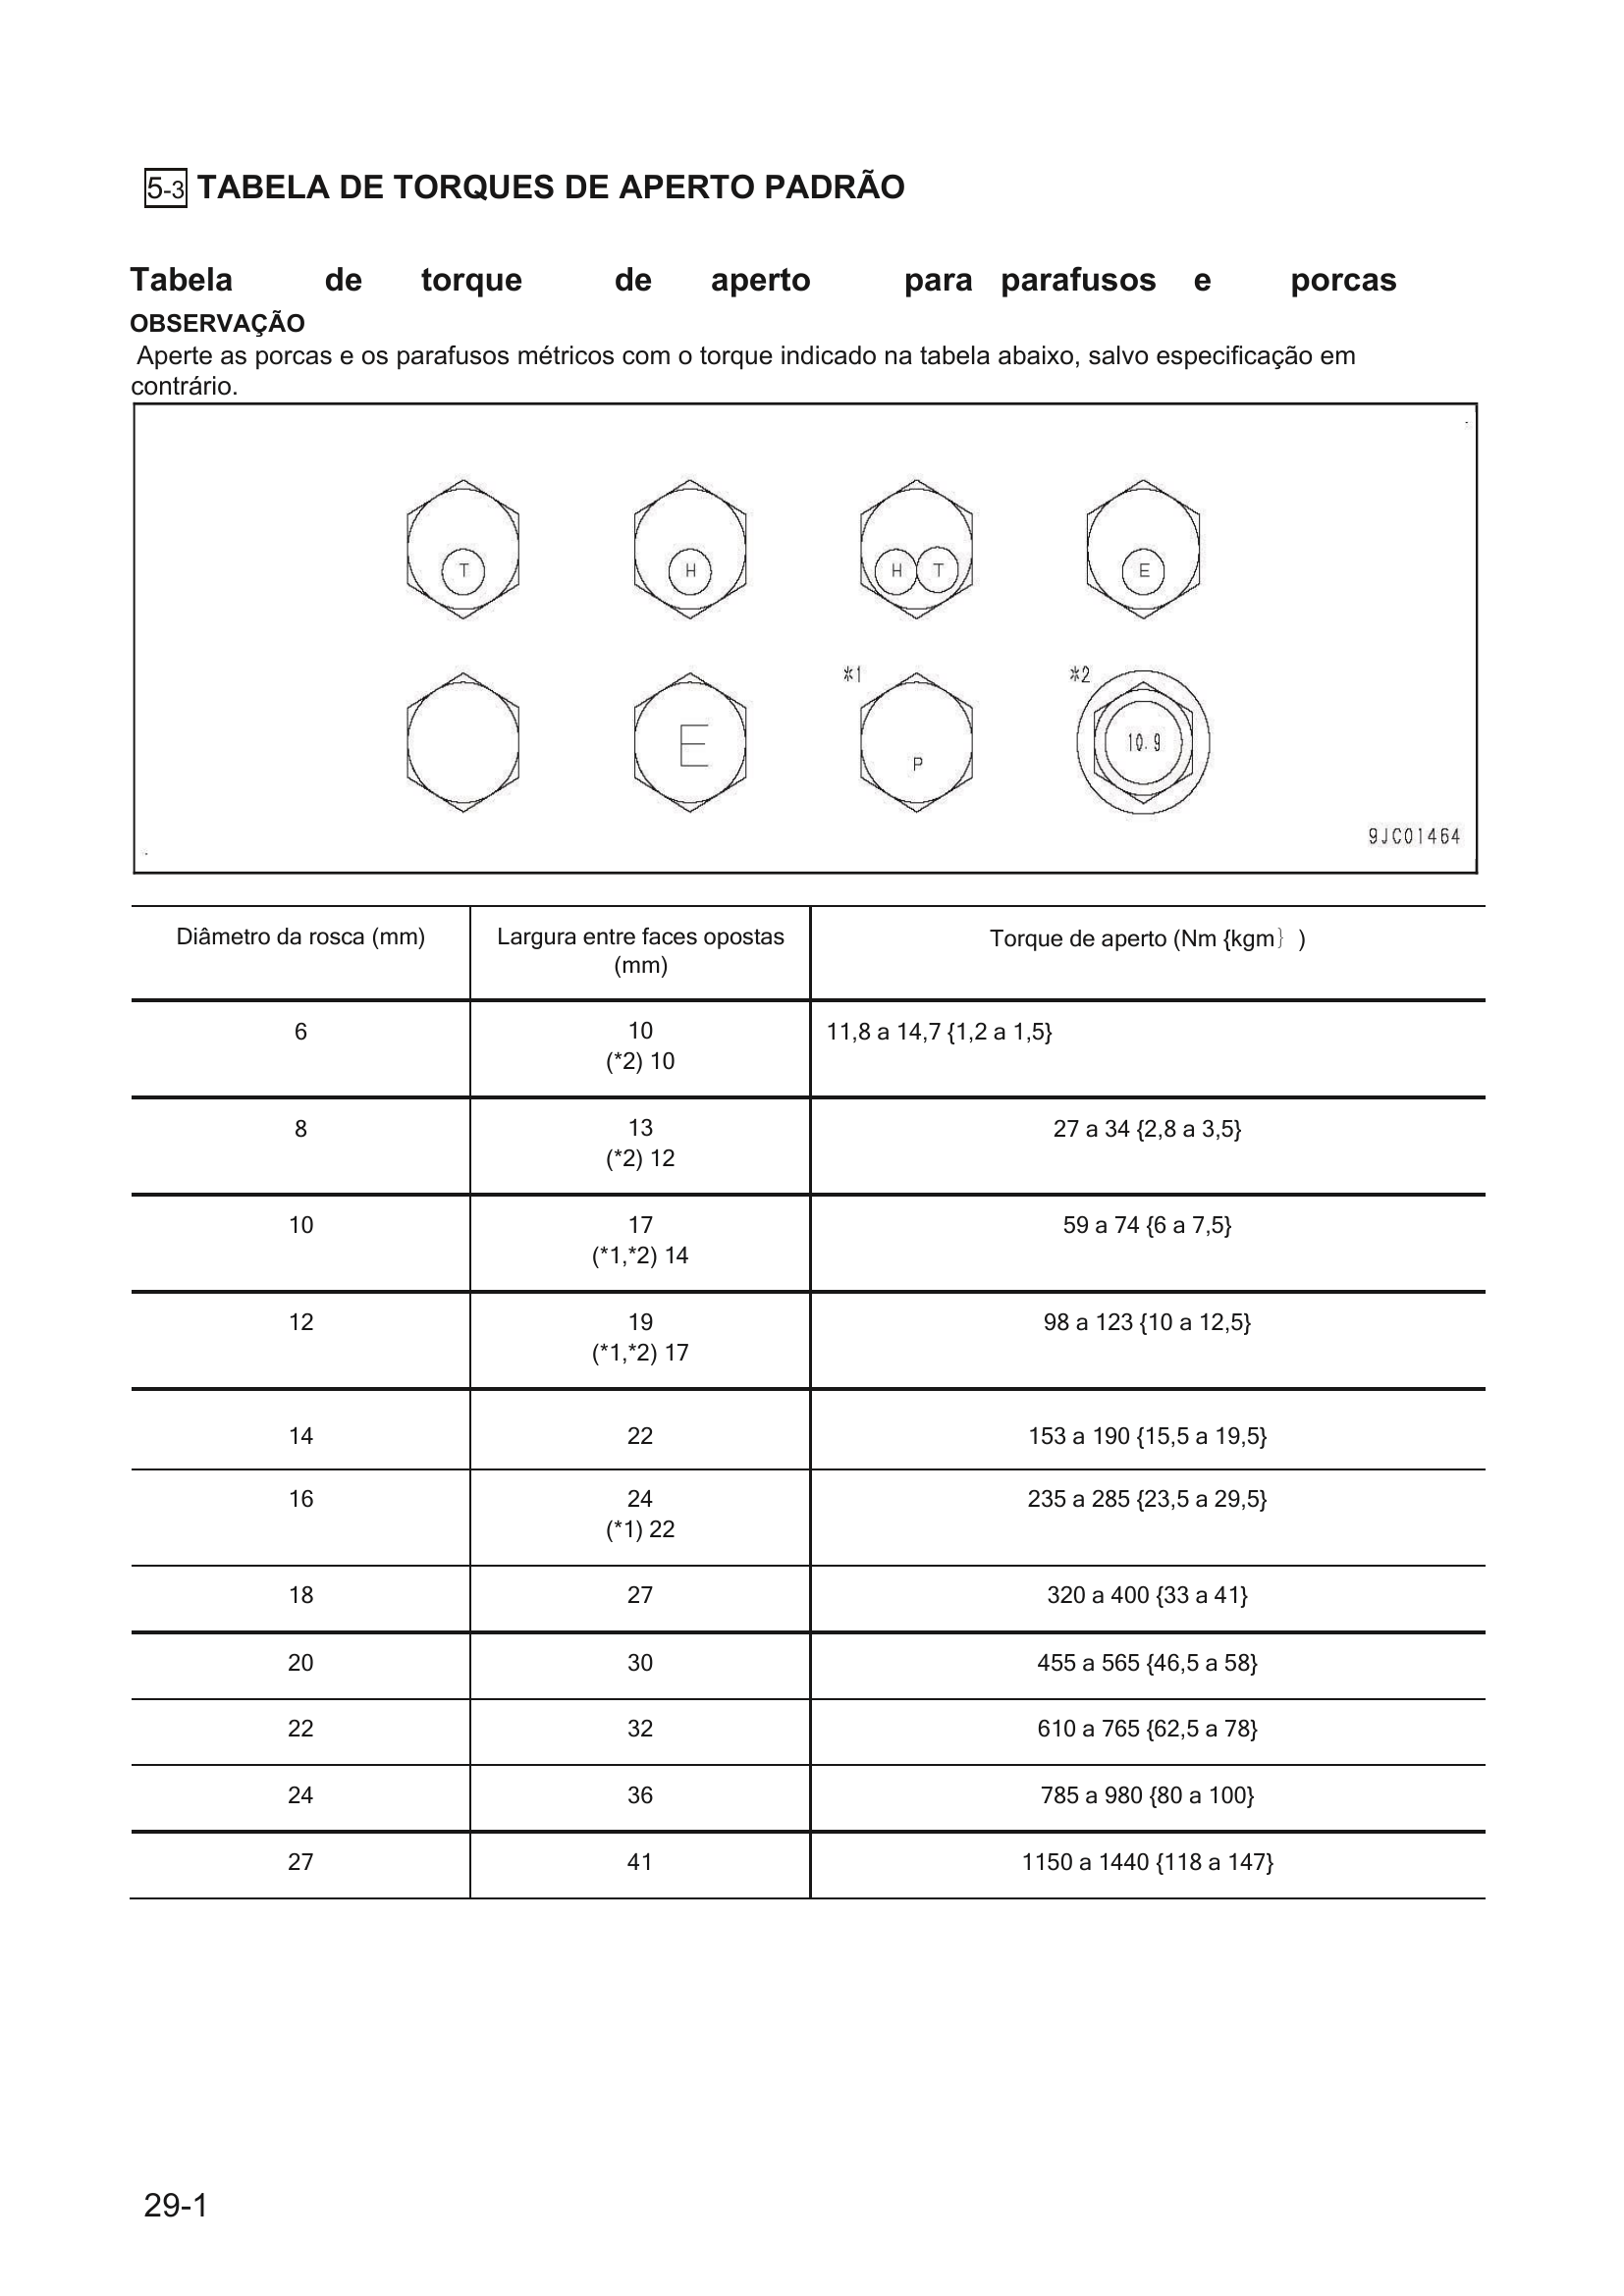 5-3 TABELA DE TORQUES DE APERTO PADRÃO
Tabela de torque de aperto para parafusos e porcas
OBSERVAÇÃO
Aperte as porcas e os parafusos métricos com o torque indicado na tabela abaixo, salvo especificação em
contrário.
T H H T E
*1 *2
E P 10.9
9JC01464
Diâmetro da rosca (mm) Largura entre faces opostas Torque de aperto (Nm {kgm} )
(mm)
6 10 11,8 a 14,7 {1,2 a 1,5}
(*2) 10
8 13 27 a 34 {2,8 a 3,5}
(*2) 12
10 17 59 a 74 {6 a 7,5}
(*1,*2) 14
12 19 98 a 123 {10 a 12,5}
(*1,*2) 17
14 22 153 a 190 {15,5 a 19,5}
16 24 235 a 285 {23,5 a 29,5}
(*1) 22
18 27 320 a 400 {33 a 41}
20 30 455 a 565 {46,5 a 58}
22 32 610 a 765 {62,5 a 78}
24 36 785 a 980 {80 a 100}
27 41 1150 a 1440 {118 a 147}
29-1